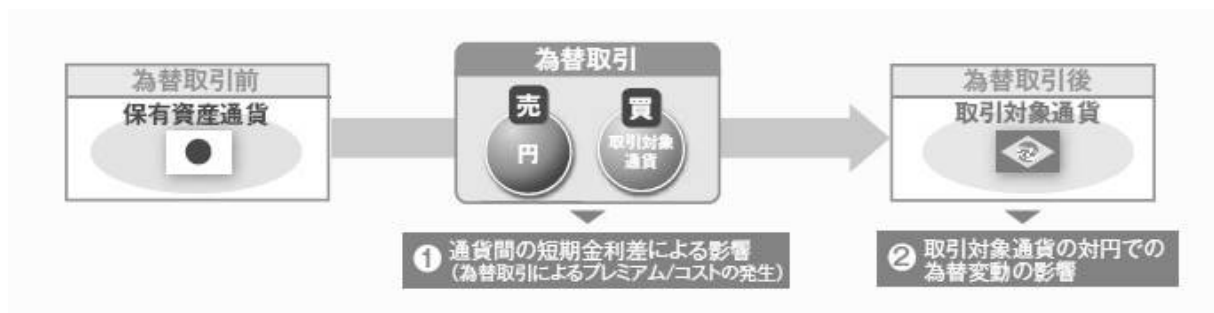 為替取引前
保有資産通貨
為替取引
売
円
買
取引対象
通貨
為替取引後
取引対象通貨
❶ 通貨間の短期金利差による影響
(為替取引によるプレミアム/コストの発生)
❷ 取引対象通貨の対円での
為替変動の影響